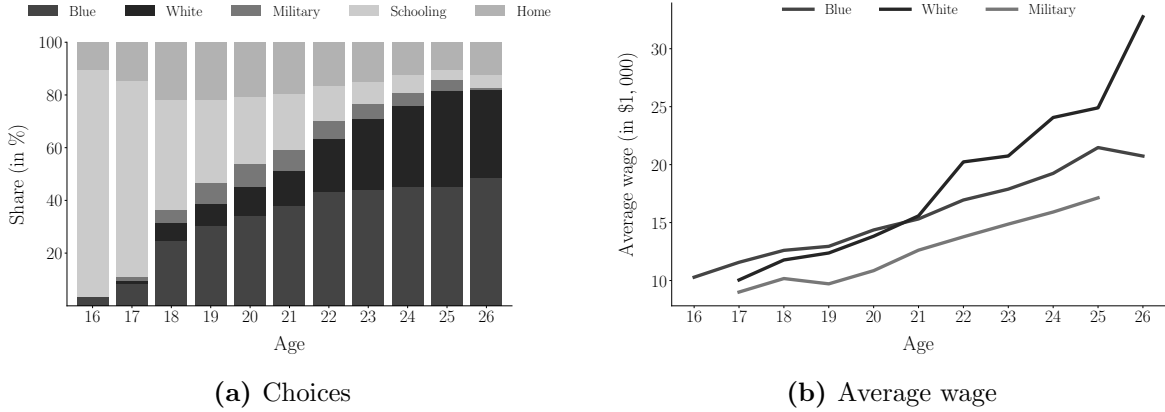 Blue White Military Schooling Home
100
80
60
40
20
Share (in %)
16 17 18 19 20 21 22 23 24 25 26
Age
(a) Choices
Blue White Military
30
25
20
15
10
Average wage (in $1, 000)
16 17 18 19 20 21 22 23 24 25 26
Age
(b) Average wage